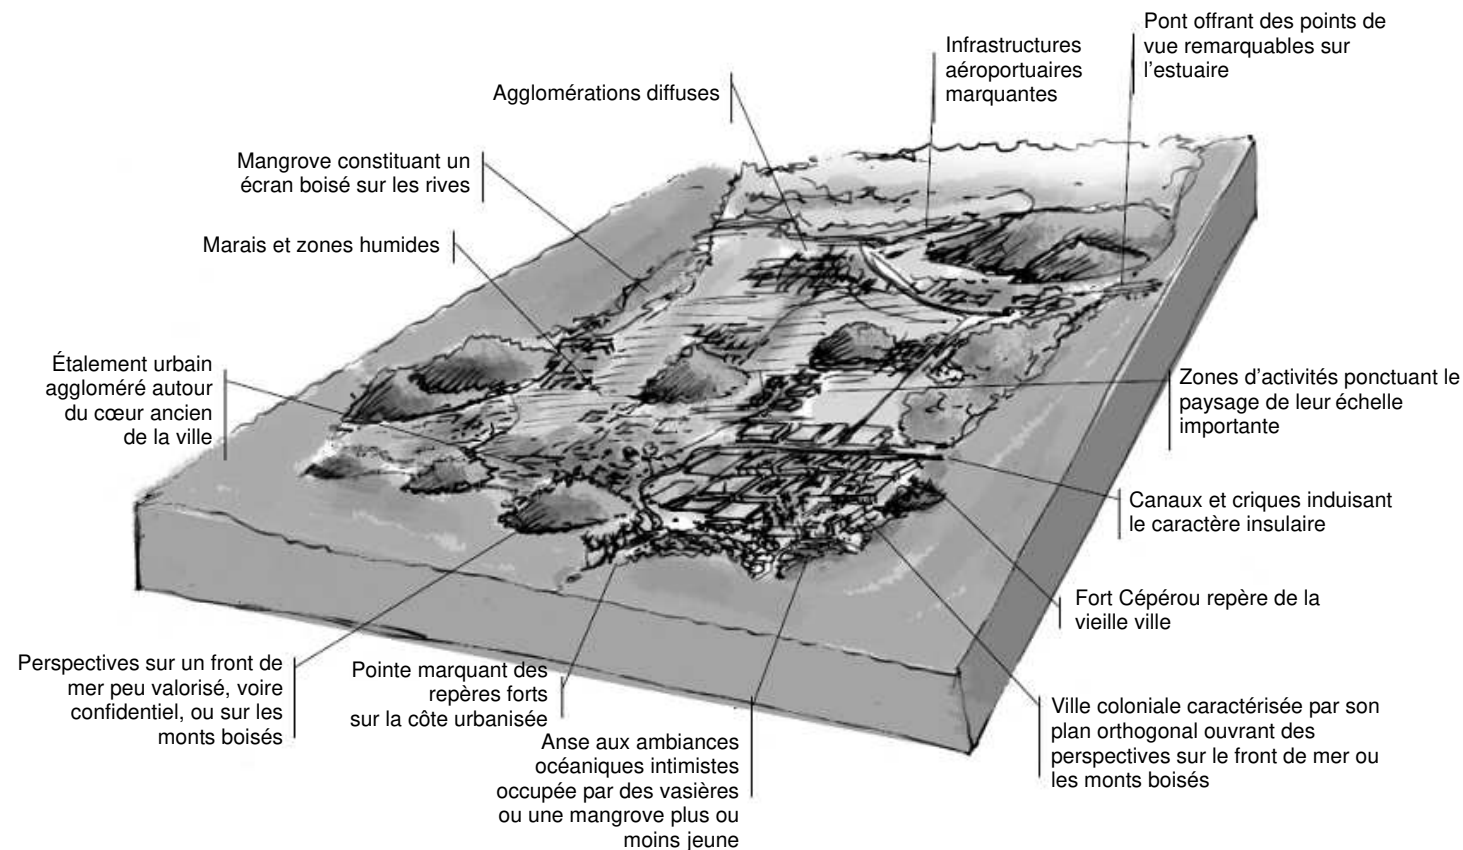 Pont offrant des points de
vue remarquables sur
l'estuaire
Infrastructures
aéroportuaires
marquantes
Agglomérations diffuses
Mangrove constituant un
écran boisé sur les rives
Marais et zones humides
Étalement urbain
aggloméré autour
du cœur ancien
de la ville
Zones d'activités ponctuant le
paysage de leur échelle
importante
Canaux et criques induisant
le caractère insulaire
Fort Cépérou repère de la
vieille ville
Perspectives sur un front de
mer peu valorisé, voire
confidentiel, ou sur les
monts boisés
Pointe marquant des
repères forts
sur la côte urbanisée
Anse aux ambiances
océaniques intimistes
occupée par des vasières
ou une mangrove plus ou
moins jeune
Ville coloniale caractérisée par son
plan orthogonal ouvrant des
perspectives sur le front de mer ou
les monts boisés